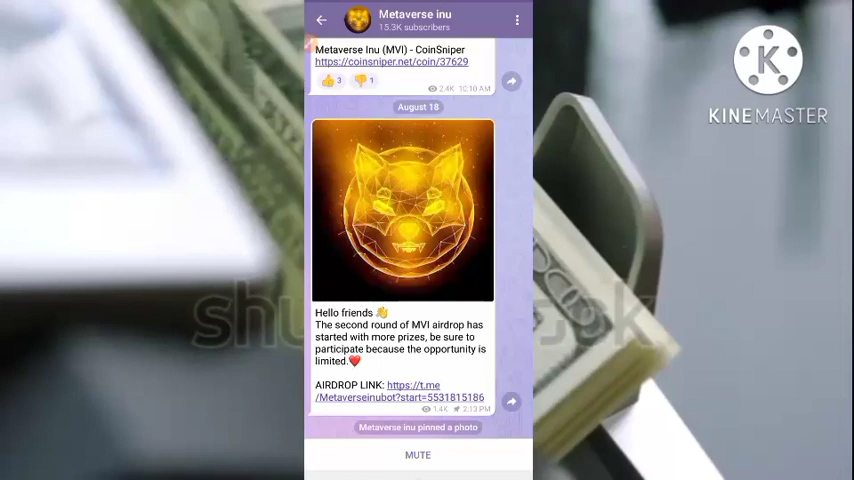 Metaverse inu
15.3K subscribers
Metaverse Inu (MVI) - CoinSniper
https://coinsniper.net/coin/37629
👍 3 👎 1
2.4K 10:10 AM
August 18
Hello friends 👋
The second round of MVI airdrop has
started with more prizes, be sure to
participate because the opportunity is
limited.❤️
AIRDROP LINK: https://t.me
/Metaverseinubot?start=5531815186
1.4K 2:13 PM
Metaverse inu pinned a photo
MUTE
K
KINEMASTER